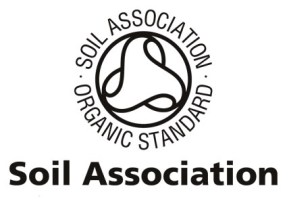 · SOIL ASSOCIATION ·
ORGANIC STANDARD
Soil Association